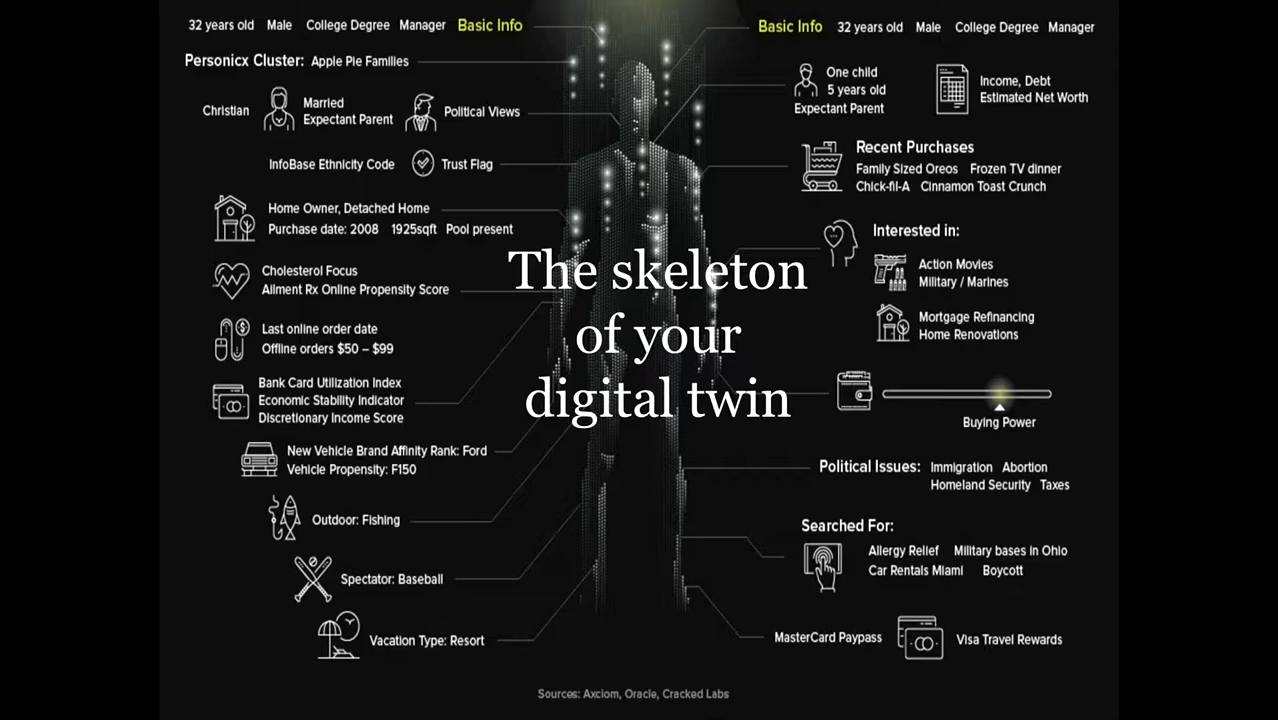 32 years old Male College Degree Manager Basic Info
Personicx Cluster: Apple Pie Families
Christian
Married
Expectant Parent
Political Views
InfoBase Ethnicity Code
Trust Flag
Home Owner, Detached Home
Purchase date: 2008 1925sqft Pool present
Cholesterol Focus
Ailment Rx Online Propensity Score
Last online order date
Offline orders $50 – $99
Bank Card Utilization Index
Economic Stability Indicator
Discretionary Income Score
New Vehicle Brand Affinity Rank: Ford
Vehicle Propensity: F150
Outdoor: Fishing
Spectator: Baseball
Vacation Type: Resort
The skeleton
of your
digital twin
Basic Info 32 years old Male College Degree Manager
One child
5 years old
Expectant Parent
Income, Debt
Estimated Net Worth
Recent Purchases
Family Sized Oreos Frozen TV dinner
Chick-fil-A Cinnamon Toast Crunch
Interested in:
Action Movies
Military / Marines
Mortgage Refinancing
Home Renovations
Buying Power
Political Issues: Immigration Abortion
Homeland Security Taxes
Searched For:
Allergy Relief Military bases in Ohio
Car Rentals Miami Boycott
MasterCard Paypass
Visa Travel Rewards
Sources: Axciom, Oracle, Cracked Labs